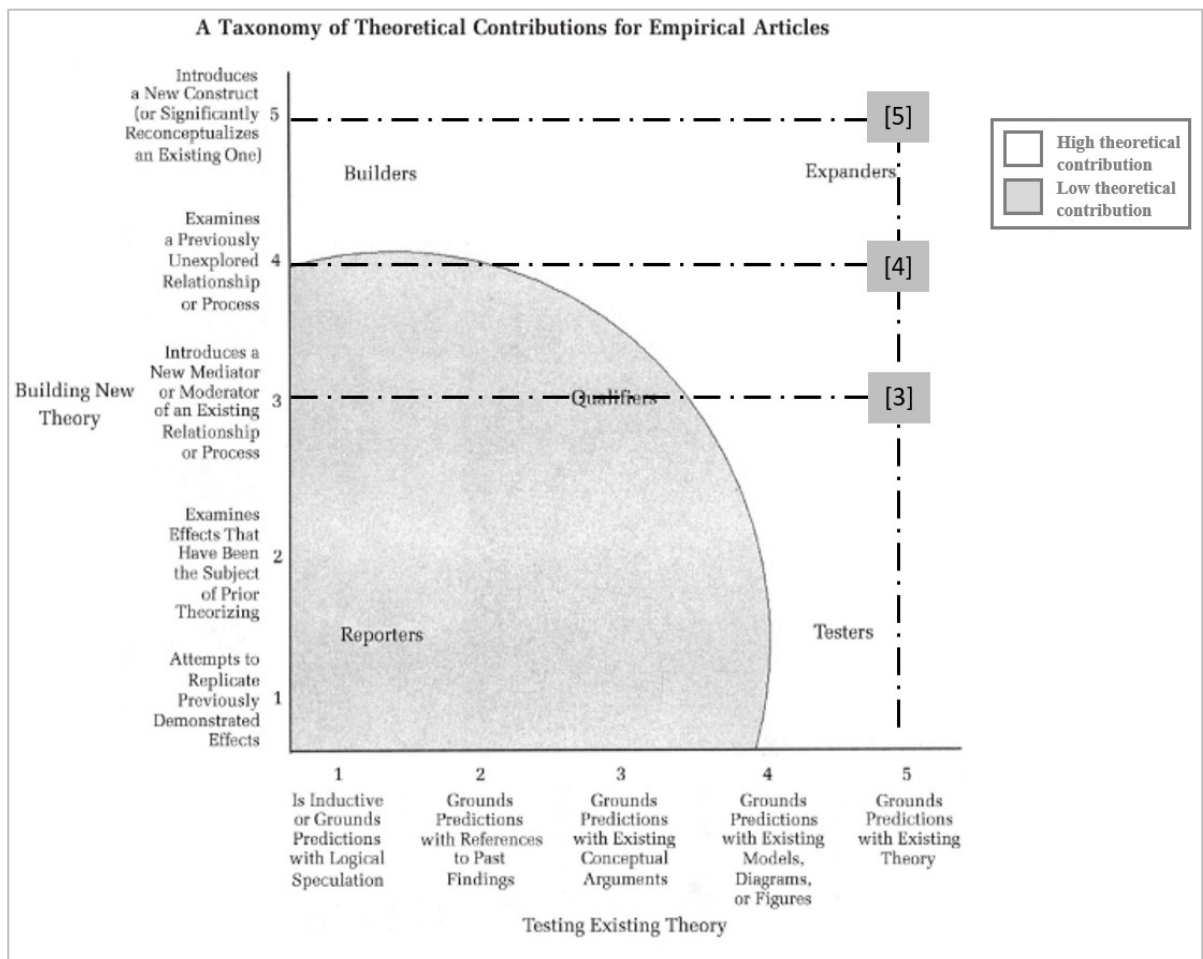 A Taxonomy of Theoretical Contributions for Empirical Articles
Introduces
a New Construct
(or Significantly
Reconceptualizes
an Existing One)
5
[5]
High theoretical
contribution
Low theoretical
contribution
Builders
Expanders
Examines
a Previously
Unexplored
Relationship
or Process
4
[4]
Building New
Theory
Introduces a
New Mediator
or Moderator
of an Existing
Relationship
or Process
3
Qualifiers
[3]
Examines
Effects That
Have Been
the Subject
of Prior
Theorizing
2
Reporters
Testers
Attempts to
Replicate
Previously
Demonstrated
Effects
1
1
Is Inductive
or Grounds
Predictions
with Logical
Speculation
2
Grounds
Predictions
with References
to Past
Findings
3
Grounds
Predictions
with Existing
Conceptual
Arguments
4
Grounds
Predictions
with Existing
Models,
Diagrams,
or Figures
5
Grounds
Predictions
with Existing
Theory
Testing Existing Theory